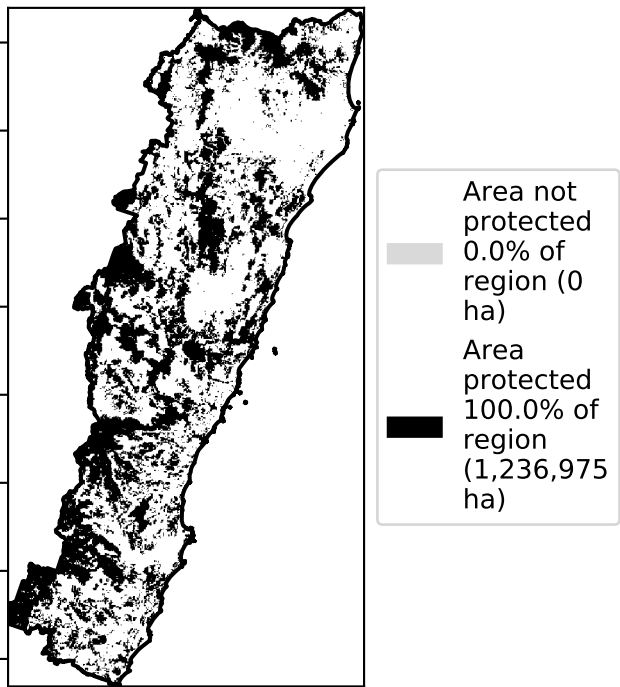 Area not
protected
0.0% of
region (0
ha)
Area
protected
100.0% of
region
(1,236,975
ha)